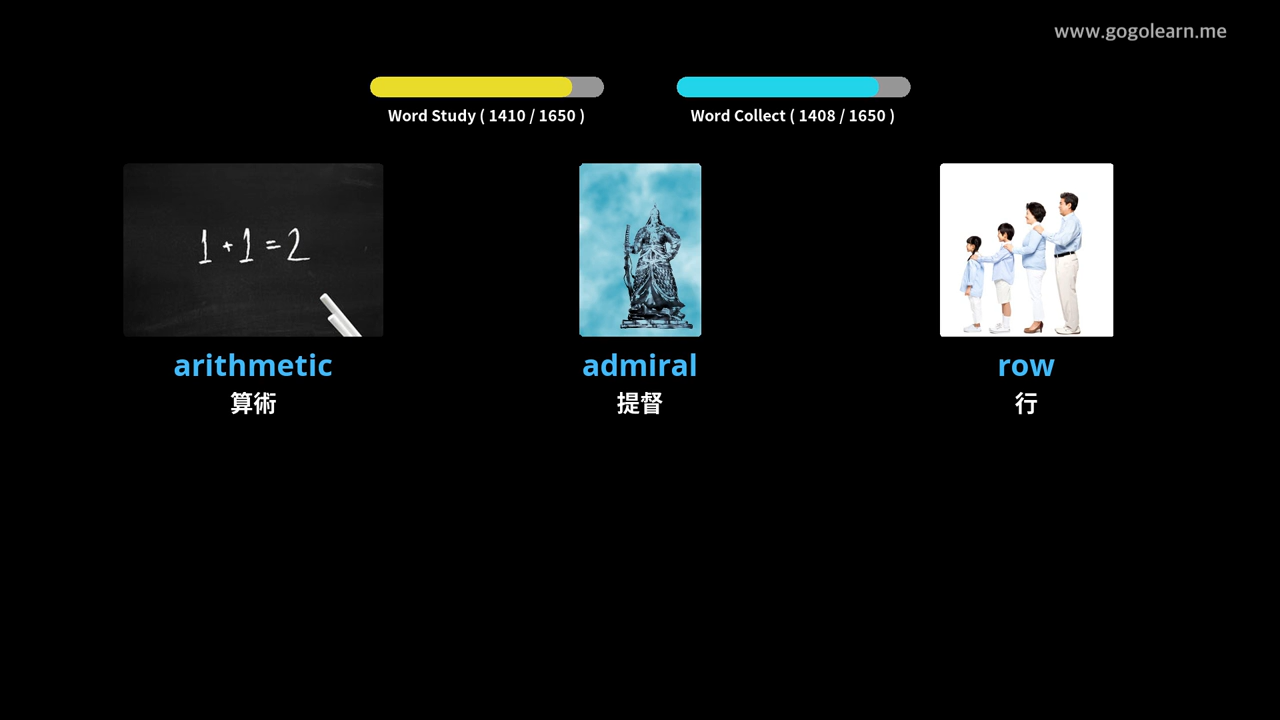 www.gogolearn.me
Word Study ( 1410 / 1650 )
Word Collect ( 1408 / 1650 )
1 + 1 = 2
arithmetic
算術
admiral
提督
row
行